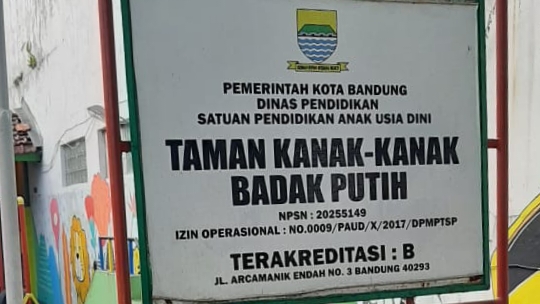 PEMERINTAH KOTA BANDUNG
DINAS PENDIDIKAN
SATUAN PENDIDIKAN ANAK USIA DINI
TAMAN KANAK-KANAK
BADAK PUTIH
NPSN : 20255149
IZIN OPERASIONAL : NO.0009/PAUD/X/2017/DPMPTSP
TERAKREDITASI : B
JL. ARCAMANIK ENDAH NO. 3 BANDUNG 40293